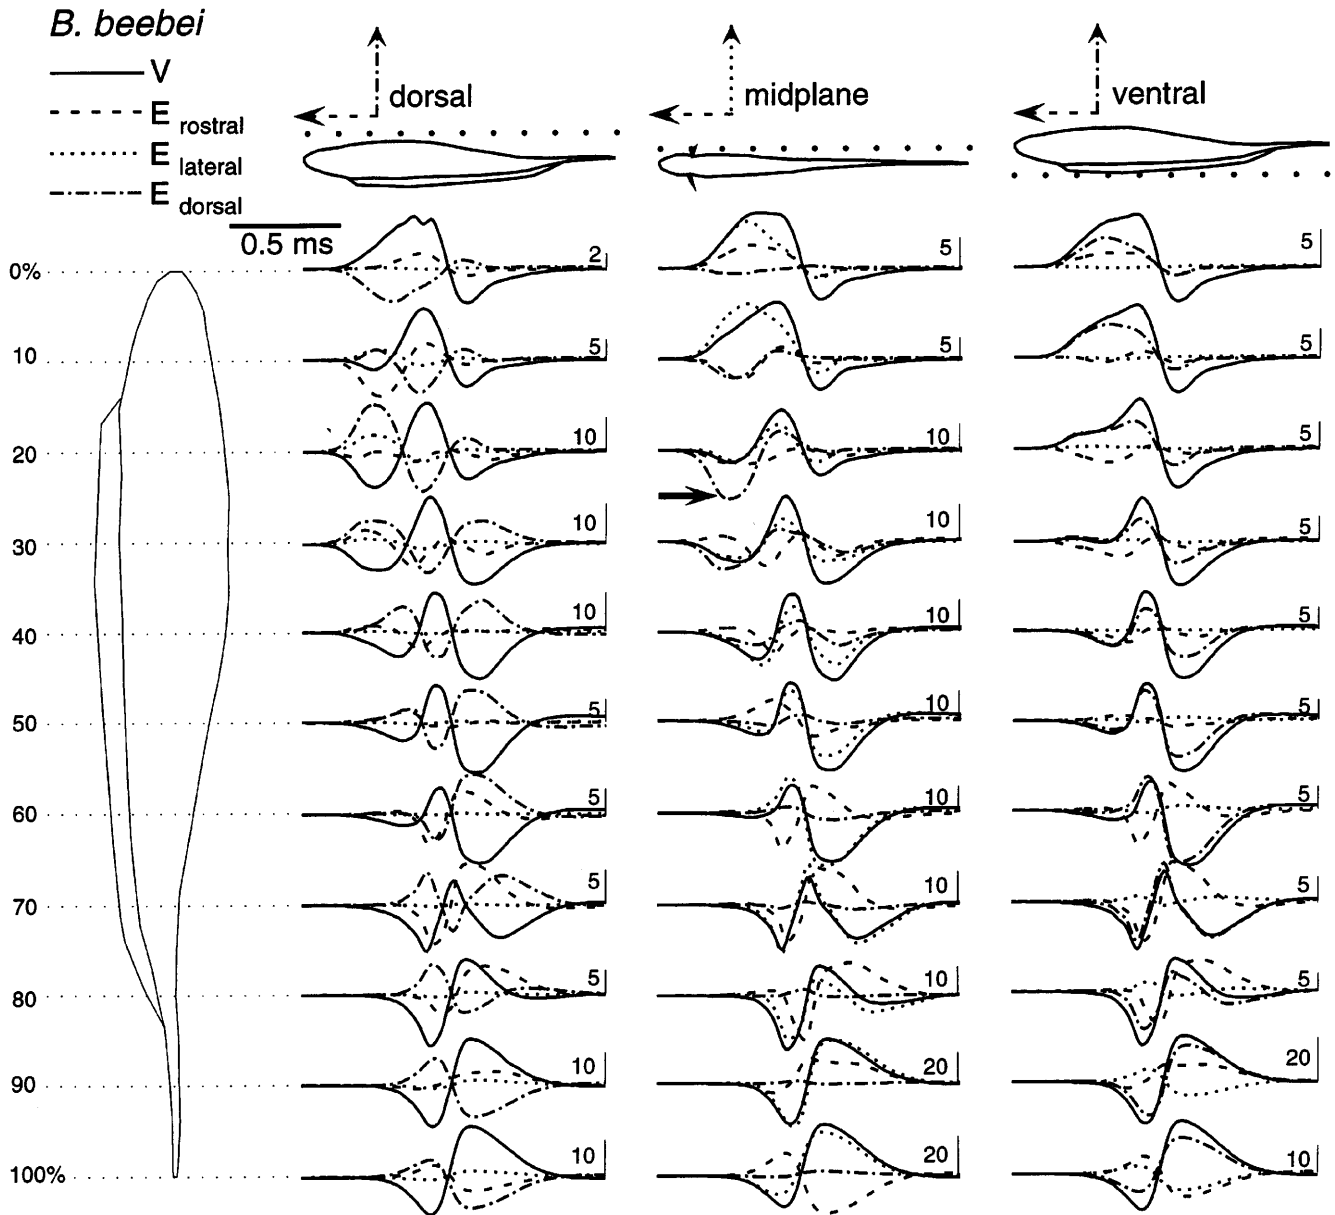 B. beebei
V
E rostral
E lateral
E dorsal
0.5 ms
dorsal
midplane
ventral
0% 2 5 5
10 5 5 5
20 10 10 5
30 10 10 5
40 10 10 5
50 5 10 5
60 5 10 5
70 5 10 5
80 5 10 5
90 10 20 20
100% 10 20 10